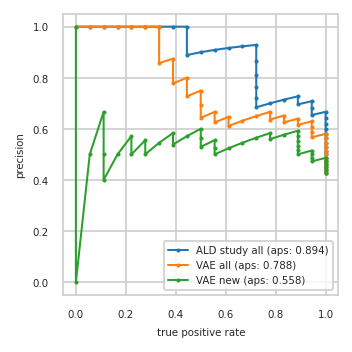 1.0
0.8
0.6
0.4
0.2
0.0
precision
0.0 0.2 0.4 0.6 0.8 1.0
true positive rate
ALD study all (aps: 0.894)
VAE all (aps: 0.788)
VAE new (aps: 0.558)